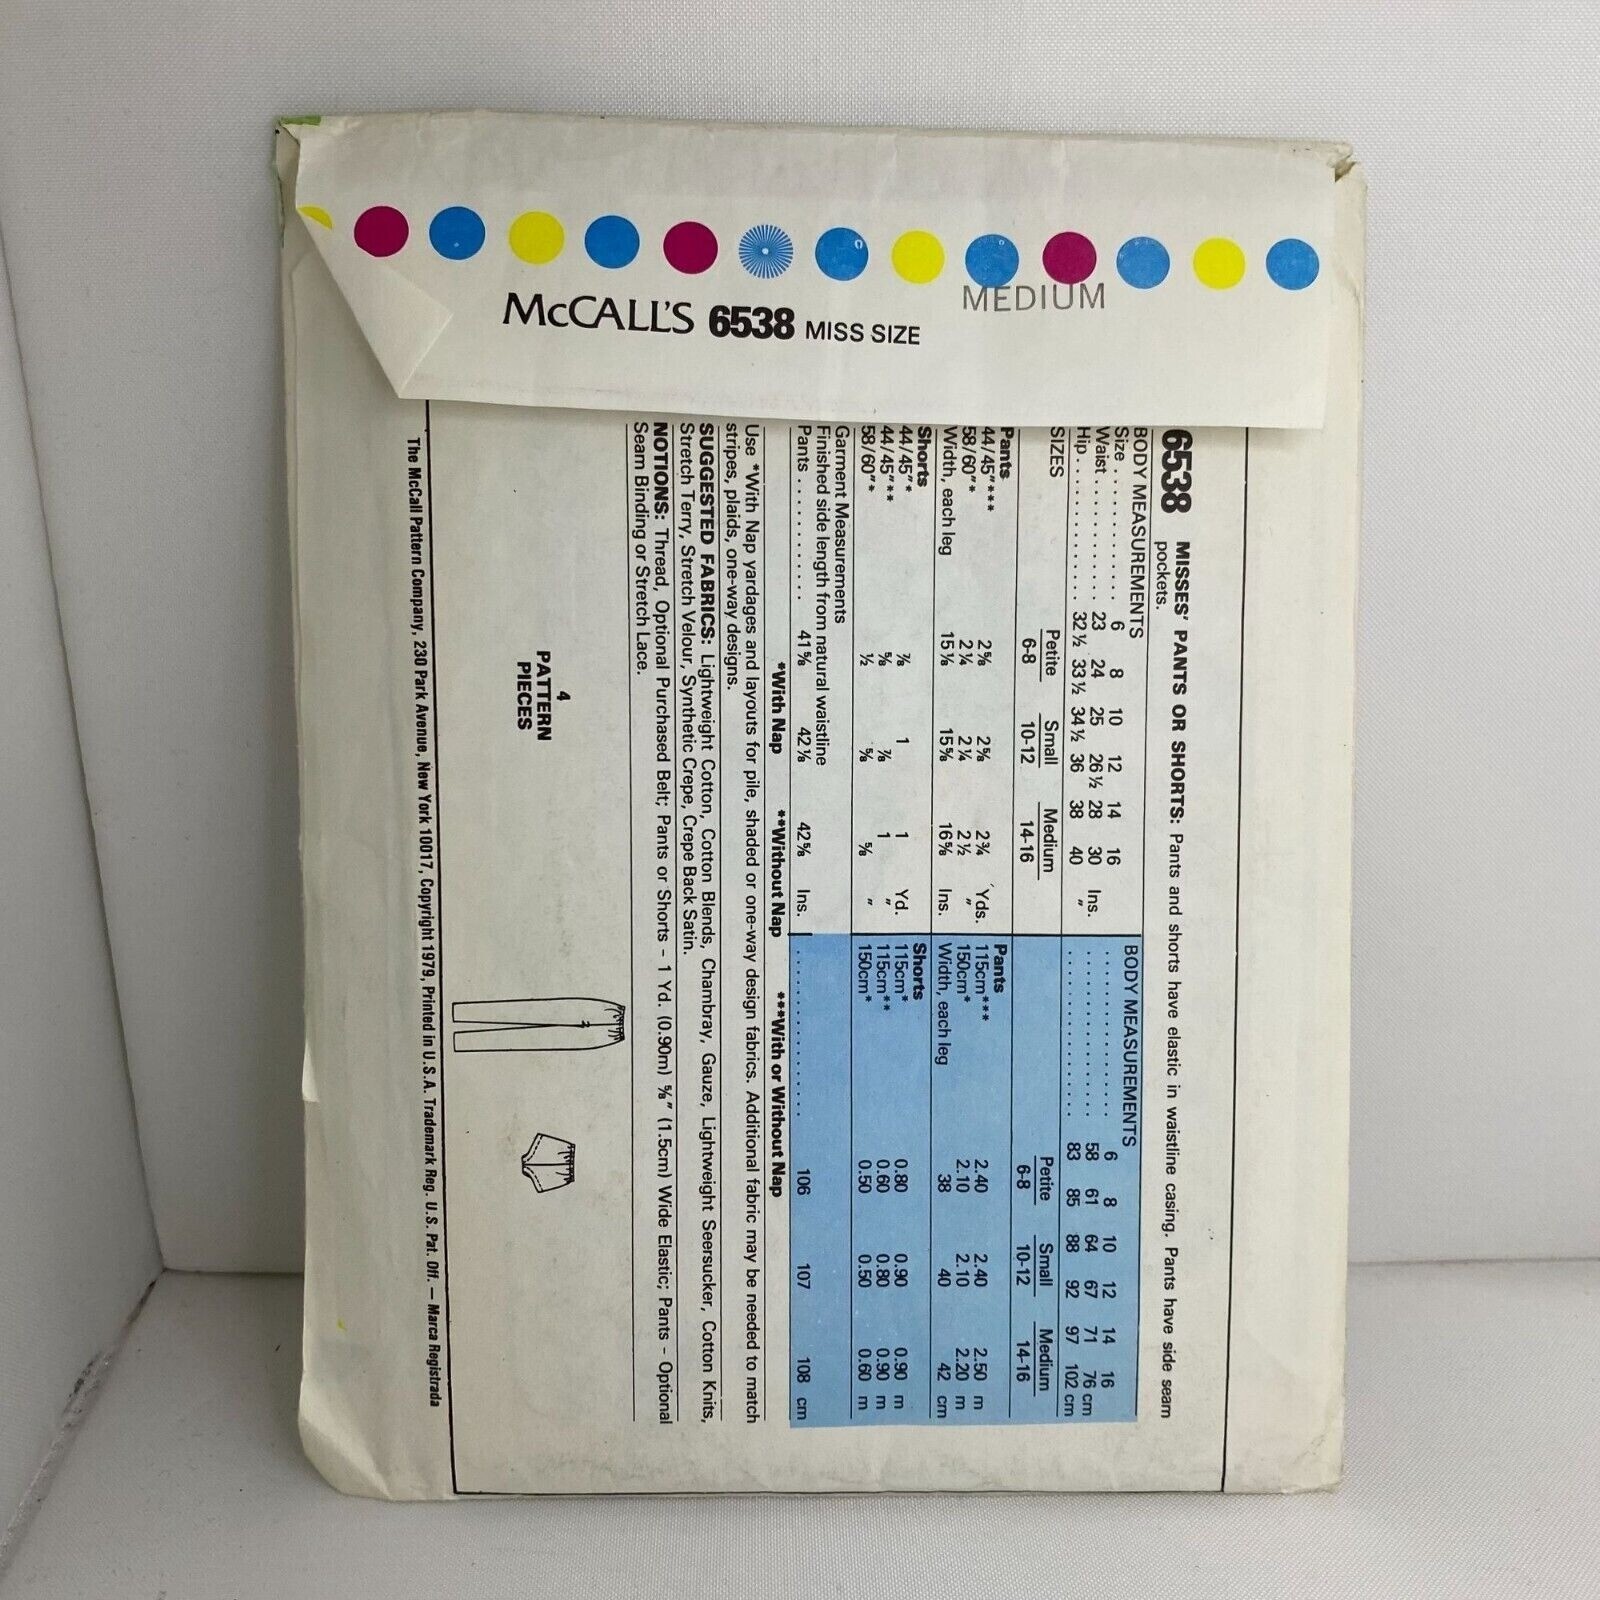 MEDIUM
McCALL'S 6538 MISS SIZE
6538 MISSES' PANTS OR SHORTS: Pants and shorts have elastic in waistline casing. Pants have side seam
pockets.
BODY MEASUREMENTS BODY MEASUREMENTS
Size . . . . . . . . . . . . 6 8 10 12 14 16 . . . . . . . . . . . . . . . . 6 8 10 12 14 16
Waist . . . . . . . . . . 23 24 25 26½ 28 30 Ins. . . . . . . . . . . . . . . . . 58 61 64 67 71 76 cm
Hip . . . . . . . . . . . . 32½ 33½ 34½ 36 38 40 " . . . . . . . . . . . . . . . . 83 85 88 92 97 102 cm
SIZES Petite 6-8 Small 10-12 Medium 14-16 Petite 6-8 Small 10-12 Medium 14-16
Pants Pants
44/45"*** 2⅝ 2⅝ 2¾ Yds. 115cm*** 2.40 2.40 2.50 m
58/60"* 2¼ 2¼ 2½ " 150cm* 2.10 2.10 2.20 m
Width, each leg 15⅛ 15⅝ 16⅝ Ins. Width, each leg 38 40 42 cm
Shorts Shorts
44/45"* ⅞ 1 1 Yd. 115cm* 0.80 0.90 0.90 m
44/45"** ⅝ ⅞ 1 " 115cm** 0.60 0.80 0.90 m
58/60"* ½ ⅝ ⅝ " 150cm* 0.50 0.50 0.60 m
Garment Measurements
Finished side length from natural waistline
Pants . . . . . . . . . . 41⅝ 42⅛ 42⅝ Ins. . . . . . . . . . . . . . . . . 106 107 108 cm
*With Nap **Without Nap ***With or Without Nap
Use *With Nap yardages and layouts for pile, shaded or one-way design fabrics. Additional fabric may be needed to match
stripes, plaids, one-way designs.
SUGGESTED FABRICS: Lightweight Cotton, Cotton Blends, Chambray, Gauze, Lightweight Seersucker, Cotton Knits,
Stretch Terry, Stretch Velour, Synthetic Crepe, Crepe Back Satin.
NOTIONS: Thread, Optional Purchased Belt; Pants or Shorts - 1 Yd. (0.90m) ⅝" (1.5cm) Wide Elastic; Pants - Optional
Seam Binding or Stretch Lace.
4
PATTERN
PIECES
The McCall Pattern Company, 230 Park Avenue, New York 10017, Copyright 1979, Printed in U.S.A. Trademark Reg. U.S. Pat. Off. — Marca Registrada